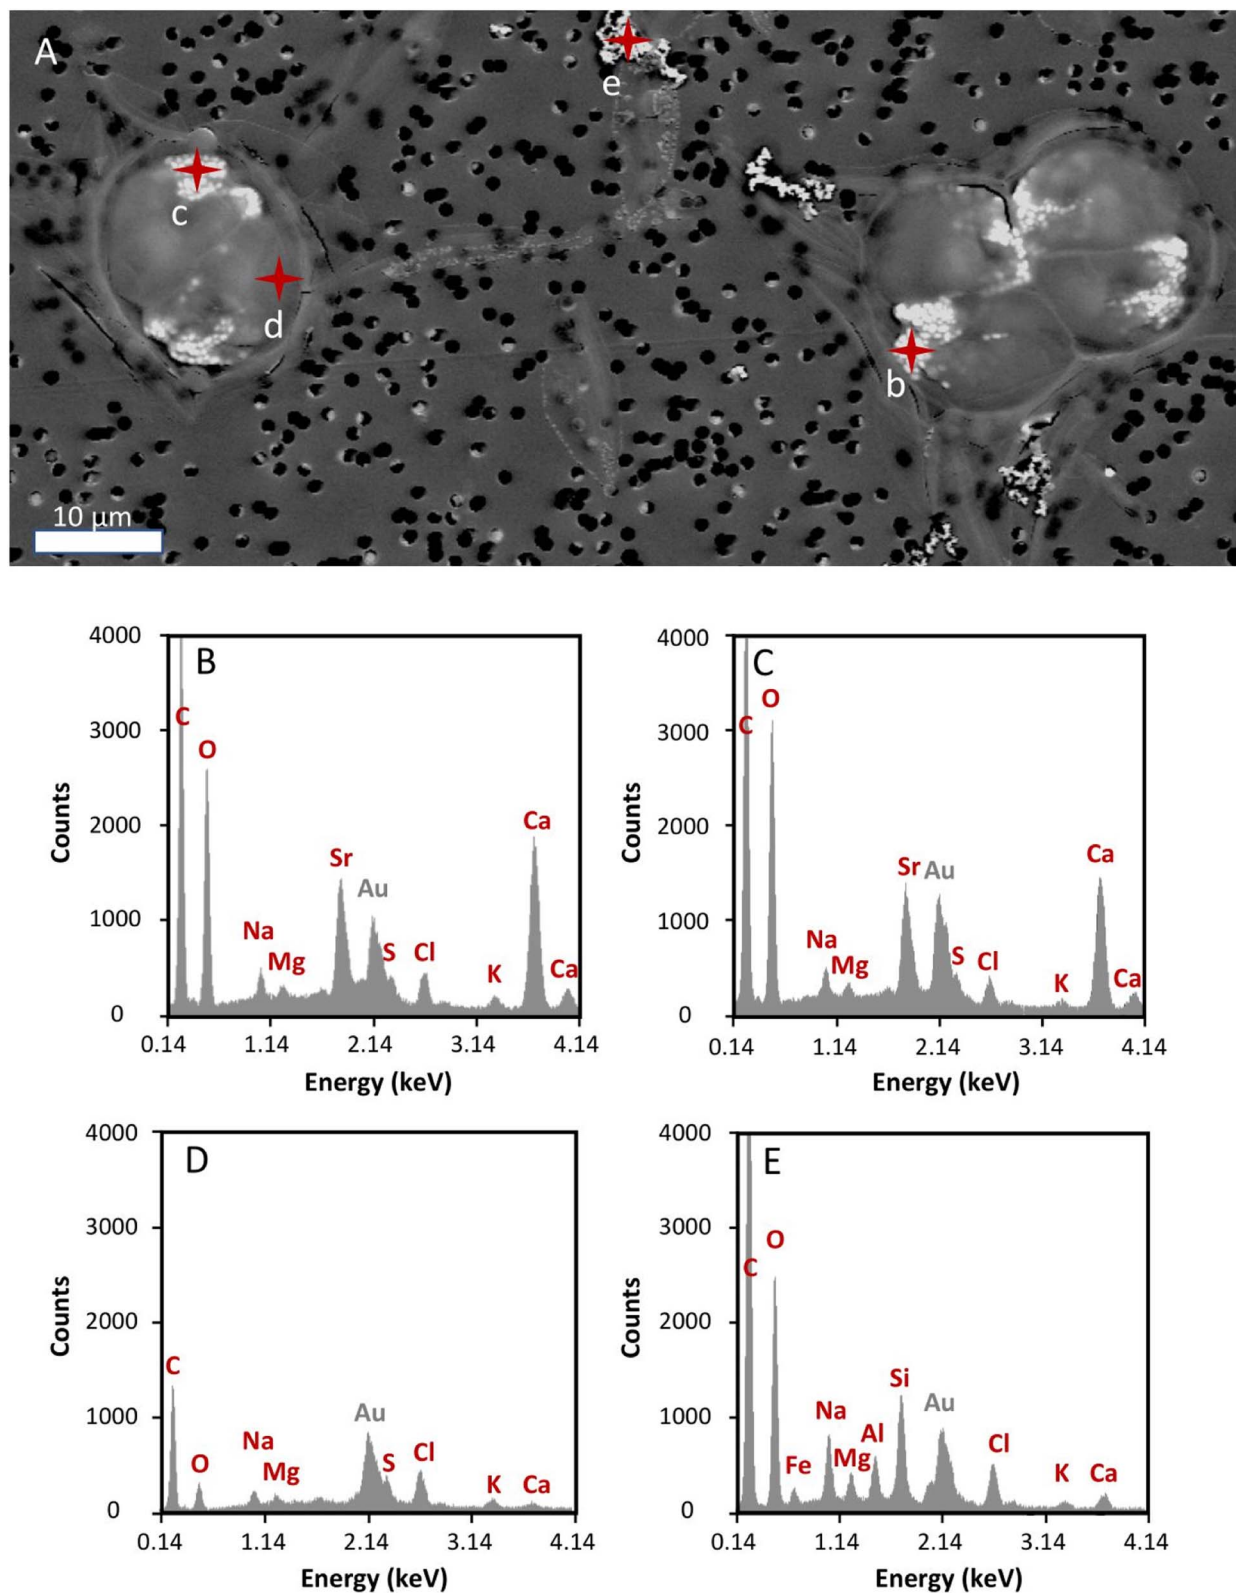 A
e
c
d
b
10 µm
4000
B
C
3000
O
2000
Counts
Ca
Sr
Au
1000
Na
Mg
S
Cl
K
Ca
0
0.14 1.14 2.14 3.14 4.14
Energy (keV)
4000
C
O
3000
C
2000
Counts
Ca
Sr Au
1000
Na
Mg
S
Cl
K
Ca
0
0.14 1.14 2.14 3.14 4.14
Energy (keV)
4000
D
3000
2000
Counts
C
1000
Au
O
Na
Mg
S
Cl
K
Ca
0
0.14 1.14 2.14 3.14 4.14
Energy (keV)
4000
E
3000
O
C
2000
Counts
Si
Au
1000
Na
Al
Fe
Mg
Cl
K
Ca
0
0.14 1.14 2.14 3.14 4.14
Energy (keV)